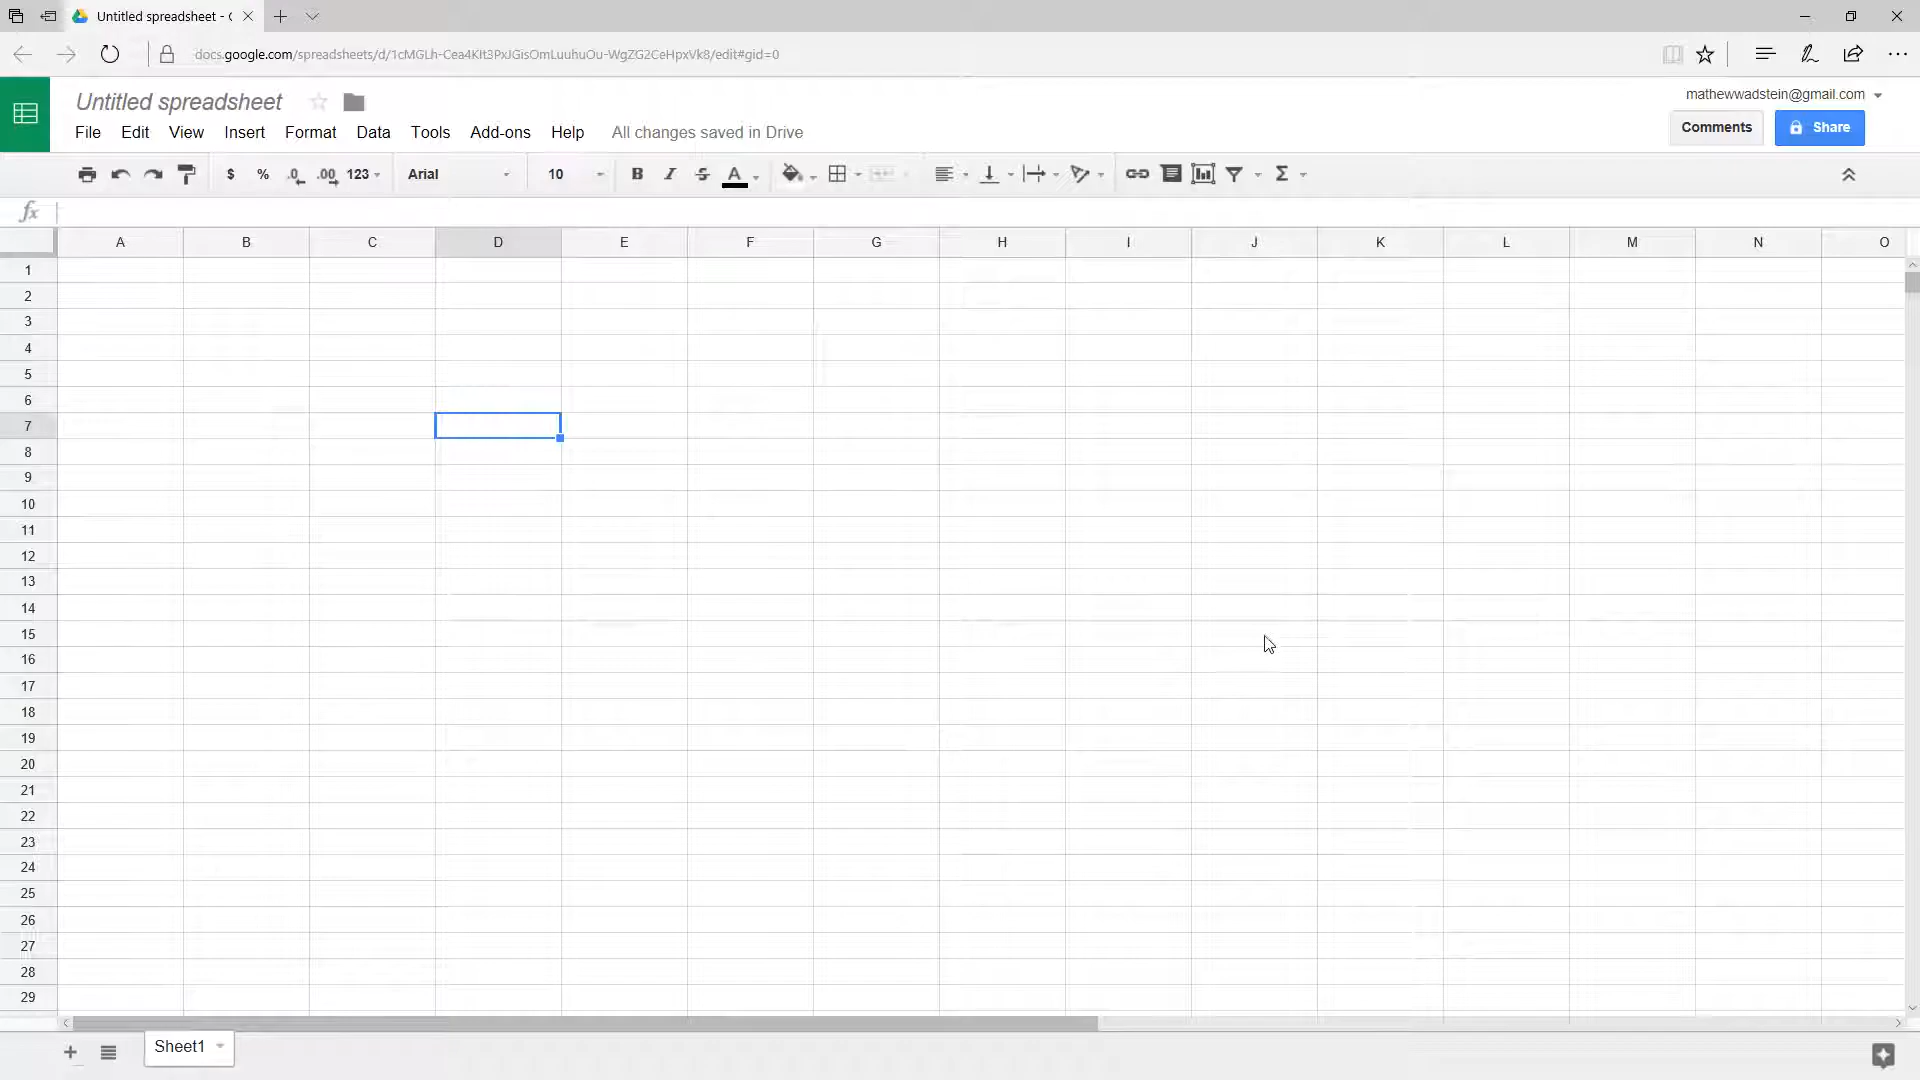 Untitled spreadsheet - (
docs.google.com/spreadsheets/d/1cMGLh-Cea4KIt3PxJGisOmLuuhuOu-WgZG2CeHpxVk8/edit#gid=0
Untitled spreadsheet
mathewwadstein@gmail.com
File Edit View Insert Format Data Tools Add-ons Help All changes saved in Drive
Comments Share
$ % .0 .00 123 Arial 10 B I S A Σ
fx
A B C D E F G H I J K L M N O
1
2
3
4
5
6
7
8
9
10
11
12
13
14
15
16
17
18
19
20
21
22
23
24
25
26
27
28
29
Sheet1